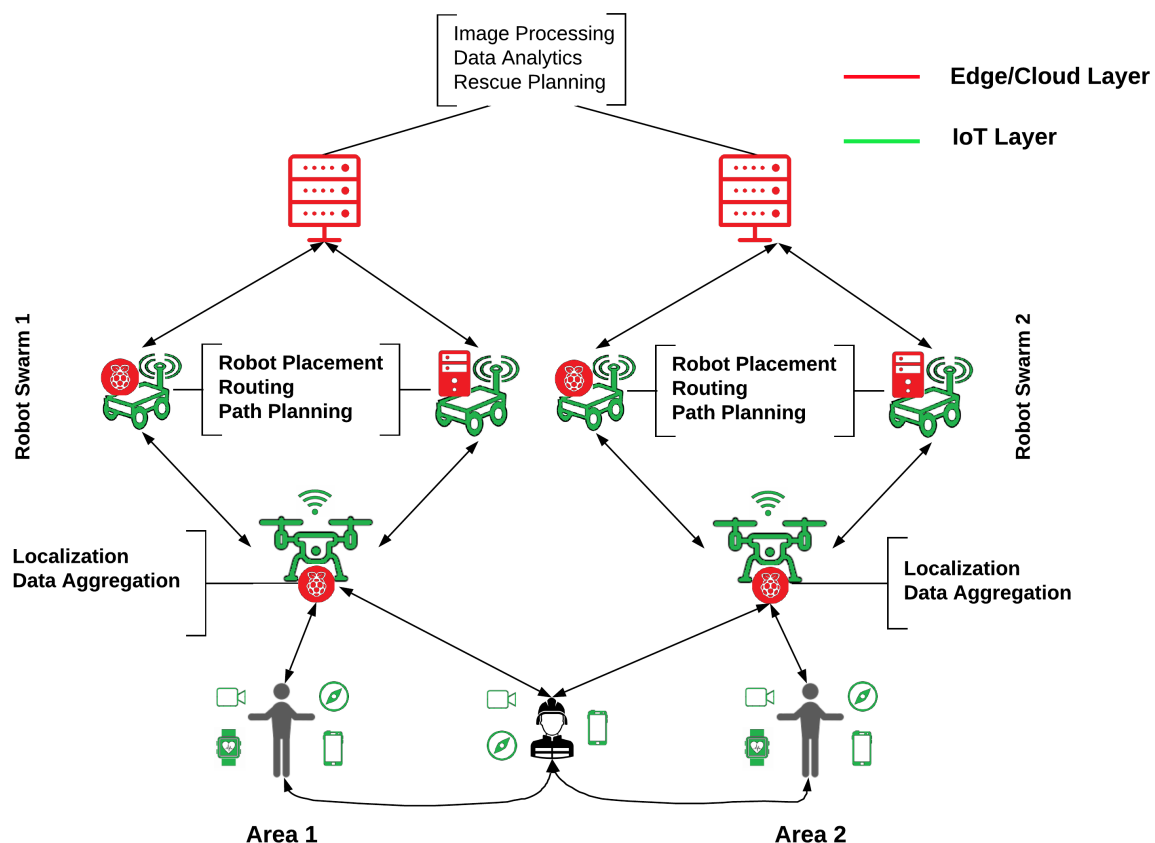 Image Processing
Data Analytics
Rescue Planning
Edge/Cloud Layer
IoT Layer
Robot Swarm 1
Robot Placement
Routing
Path Planning
Robot Placement
Routing
Path Planning
Robot Swarm 2
Localization
Data Aggregation
Localization
Data Aggregation
Area 1
Area 2